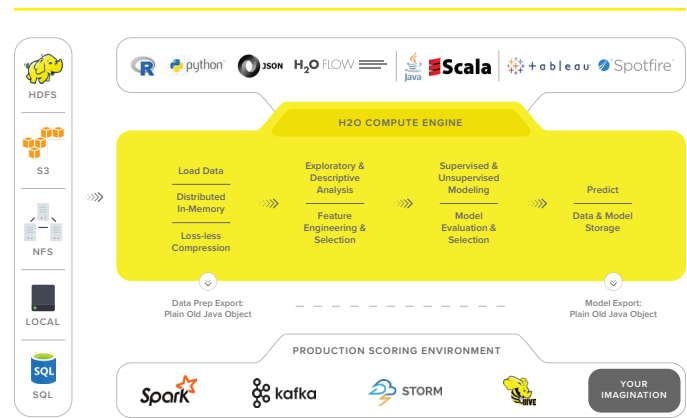 HDFS
S3
NFS
LOCAL
SQL
SQL
R
python
JSON
H2O FLOW
Java
Scala
+ a b l e a u
Spotfire
H2O COMPUTE ENGINE
Load Data
Distributed
In-Memory
Loss-less
Compression
Exploratory &
Descriptive
Analysis
Feature
Engineering &
Selection
Supervised &
Unsupervised
Modeling
Model
Evaluation &
Selection
Predict
Data & Model
Storage
Data Prep Export:
Plain Old Java Object
Model Export:
Plain Old Java Object
PRODUCTION SCORING ENVIRONMENT
Spark
kafka
STORM
HIVE
YOUR
IMAGINATION